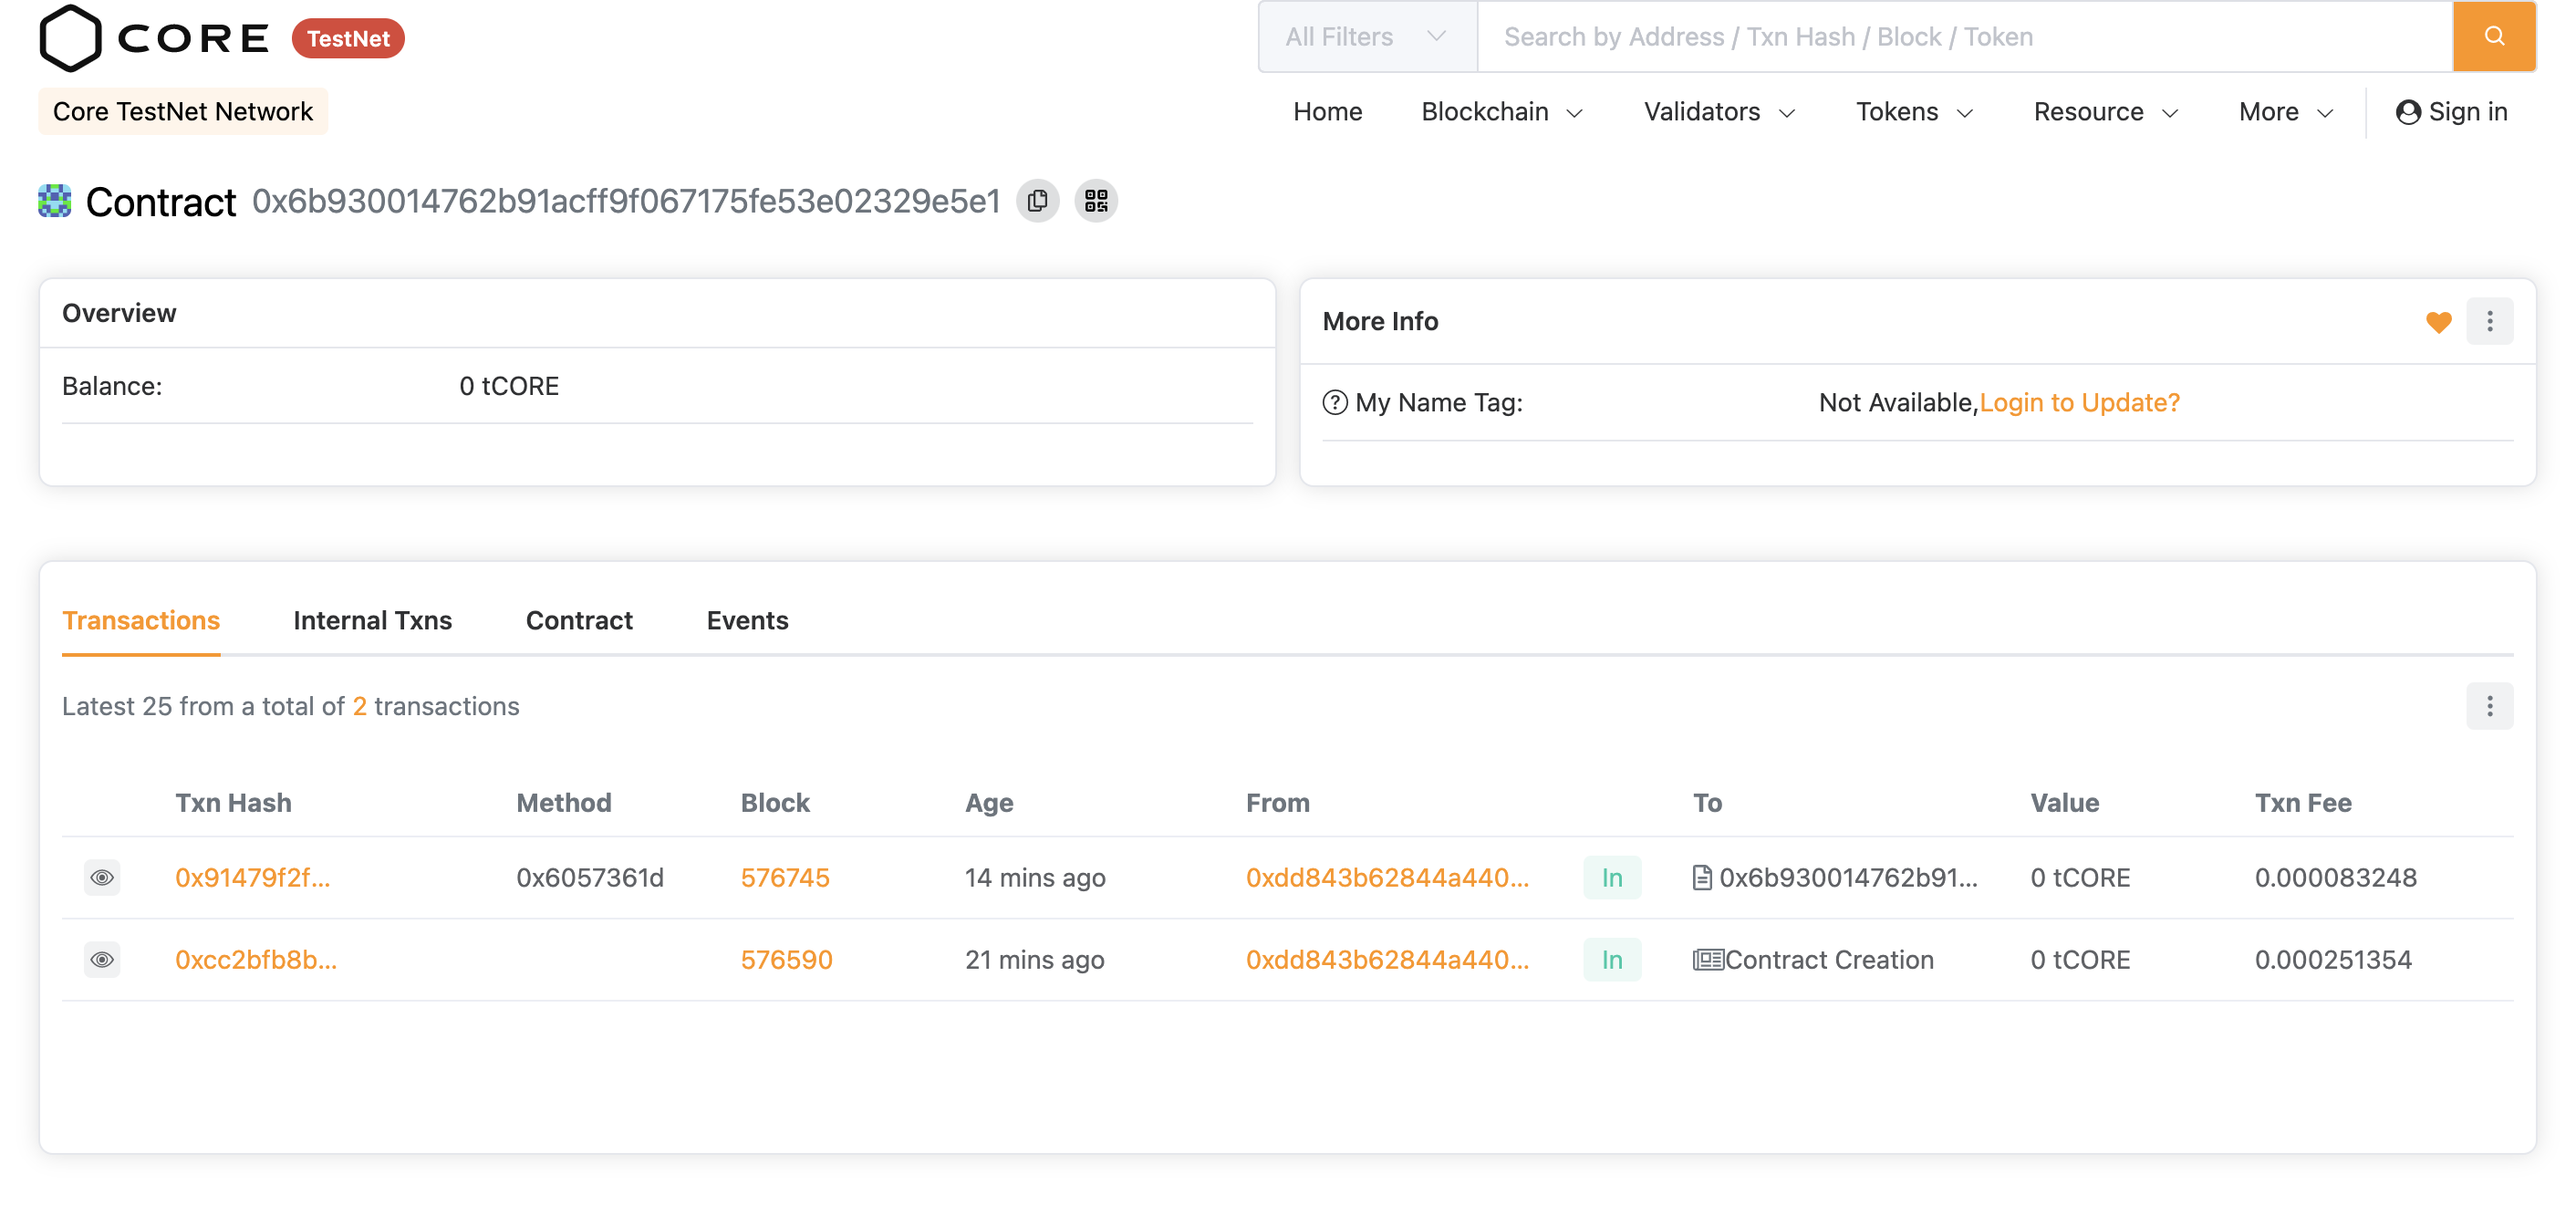 CORE TestNet
All Filters Search by Address / Txn Hash / Block / Token
Core TestNet Network
Home Blockchain Validators Tokens Resource More Sign in
Contract 0x6b930014762b91acff9f067175fe53e02329e5e1
Overview
Balance: 0 tCORE
More Info
My Name Tag: Not Available,Login to Update?
Transactions Internal Txns Contract Events
Latest 25 from a total of 2 transactions
Txn Hash Method Block Age From To Value Txn Fee
0x91479f2f... 0x6057361d 576745 14 mins ago 0xdd843b62844a440... In 0x6b930014762b91... 0 tCORE 0.000083248
0xcc2bfb8b... 576590 21 mins ago 0xdd843b62844a440... In Contract Creation 0 tCORE 0.000251354